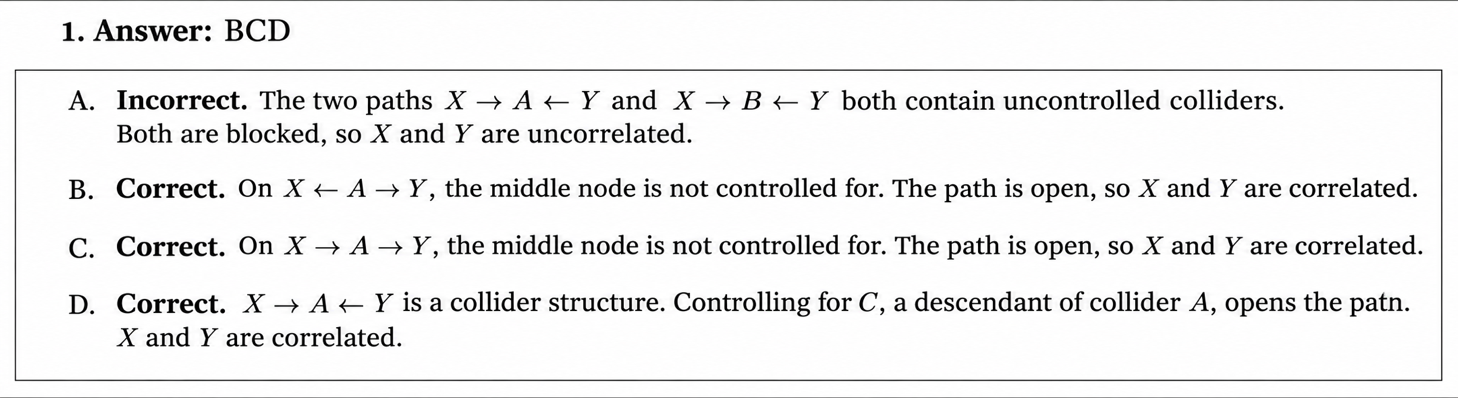 1. Answer: BCD
A. Incorrect. The two paths X → A ← Y and X → B ← Y both contain uncontrolled colliders.
Both are blocked, so X and Y are uncorrelated.
B. Correct. On X ← A → Y, the middle node is not controlled for. The path is open, so X and Y are correlated.
C. Correct. On X → A → Y, the middle node is not controlled for. The path is open, so X and Y are correlated.
D. Correct. X → A ← Y is a collider structure. Controlling for C, a descendant of collider A, opens the patn.
X and Y are correlated.